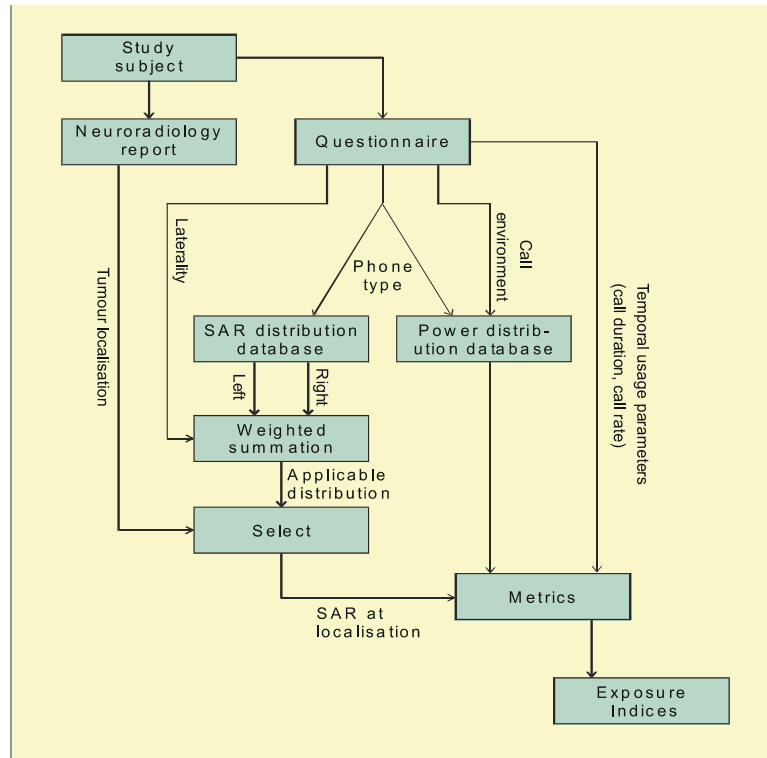 Study
subject
Neuroradiology
report
Questionnaire
Laterality
Call
environment
Phone
type
Tumour localisation
Temporal usage parameters
(call duration, call rate)
SAR distribution
database
Power distrib-
ution database
Left
Right
Weighted
summation
Applicable
distribution
Select
SAR at
localisation
Metrics
Exposure
Indices